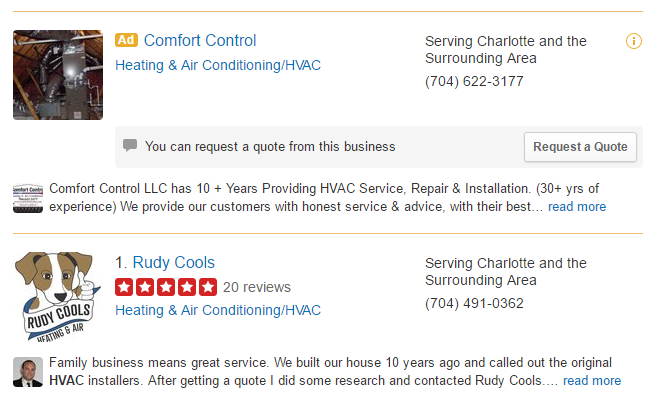 Ad Comfort Control
Heating & Air Conditioning/HVAC
Serving Charlotte and the
Surrounding Area
(704) 622-3177
You can request a quote from this business
Request a Quote
Comfort Control LLC has 10 + Years Providing HVAC Service, Repair & Installation. (30+ yrs of
experience) We provide our customers with honest service & advice, with their best… read more
1. Rudy Cools
20 reviews
Heating & Air Conditioning/HVAC
Serving Charlotte and the
Surrounding Area
(704) 491-0362
RUDY COOLS
HEATING & AIR
Family business means great service. We built our house 10 years ago and called out the original
HVAC installers. After getting a quote I did some research and contacted Rudy Cools.… read more